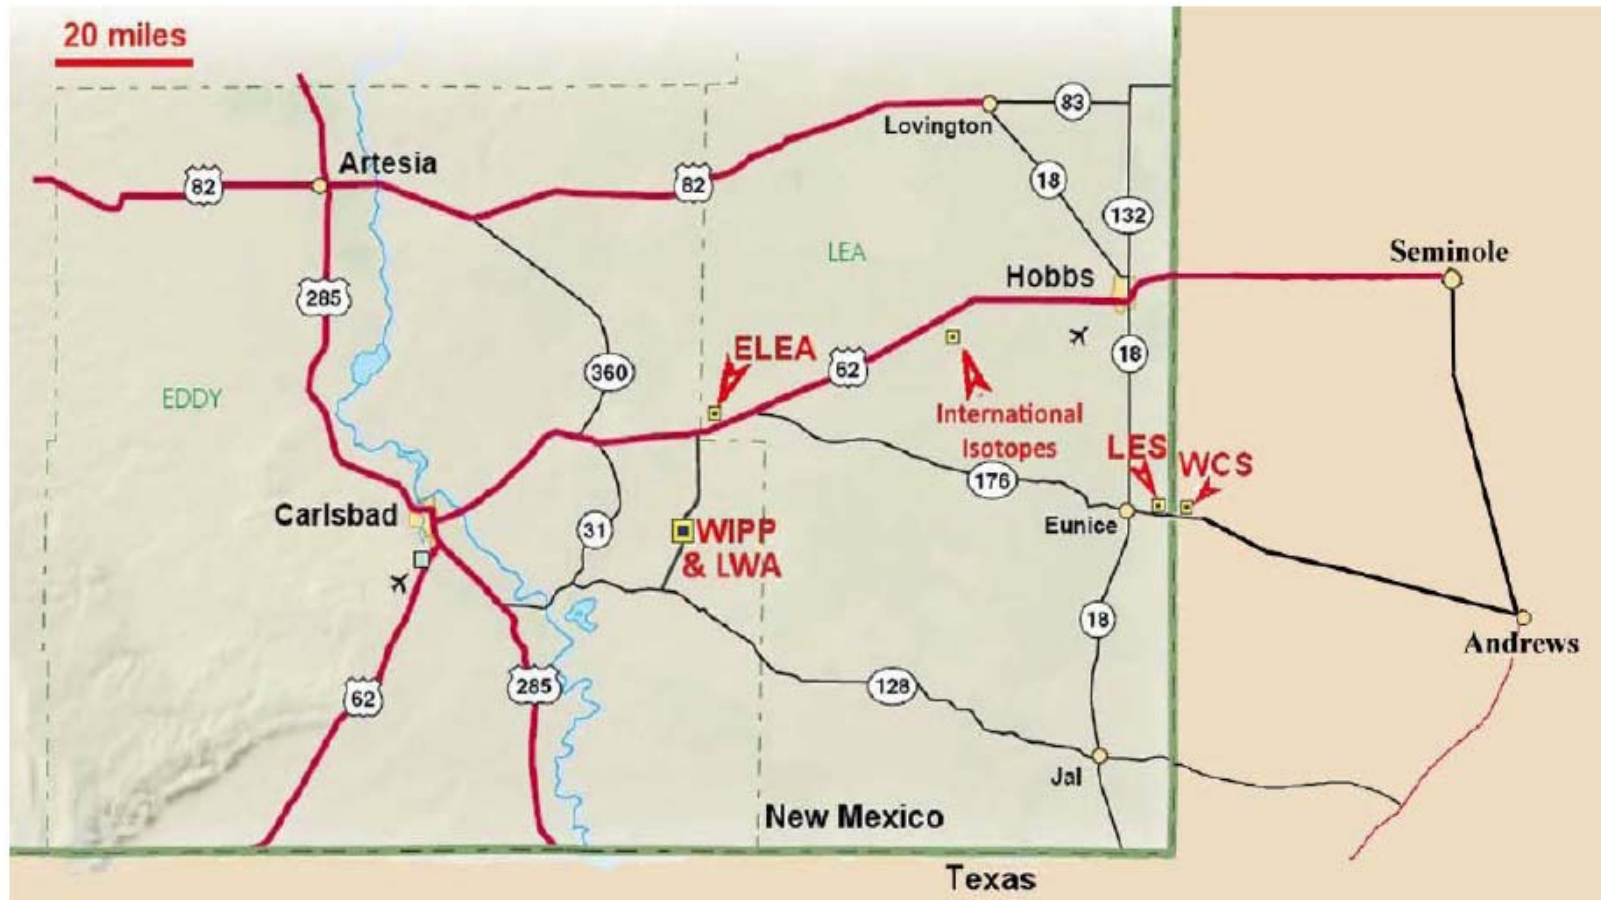 20 miles
83
Lovington
Artesia
82
82
18
132
LEA
Seminole
Hobbs
285
ELEA
18
62
360
EDDY
International
Isotopes
LES
WCS
176
Carlsbad
Eunice
31
WIPP
& LWA
18
Andrews
62
285
128
Jal
New Mexico
Texas